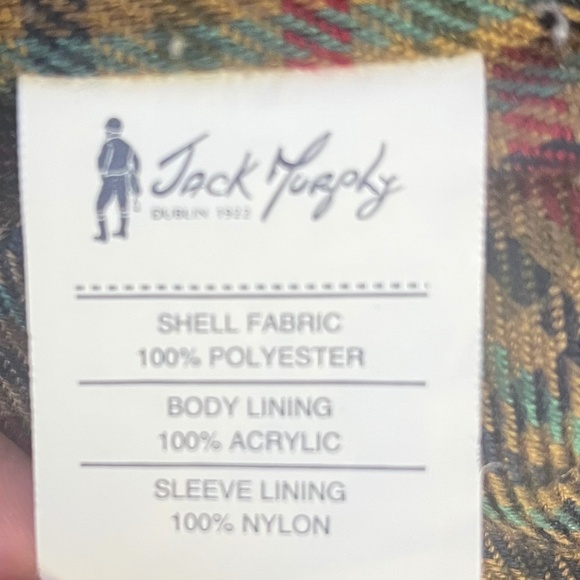 Jack Murphy
DUBLIN 1922
SHELL FABRIC
100% POLYESTER
BODY LINING
100% ACRYLIC
SLEEVE LINING
100% NYLON